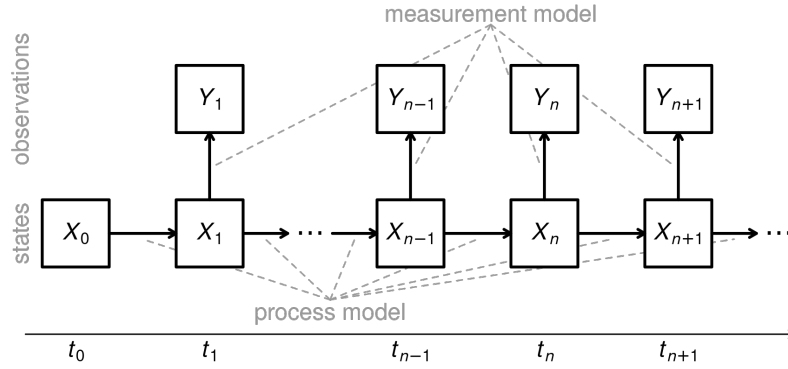 measurement model
observations
Y₁ Yₙ₋₁ Yₙ Yₙ₊₁
states
X₀ X₁ ··· Xₙ₋₁ Xₙ Xₙ₊₁ ···
process model
t₀ t₁ tₙ₋₁ tₙ tₙ₊₁